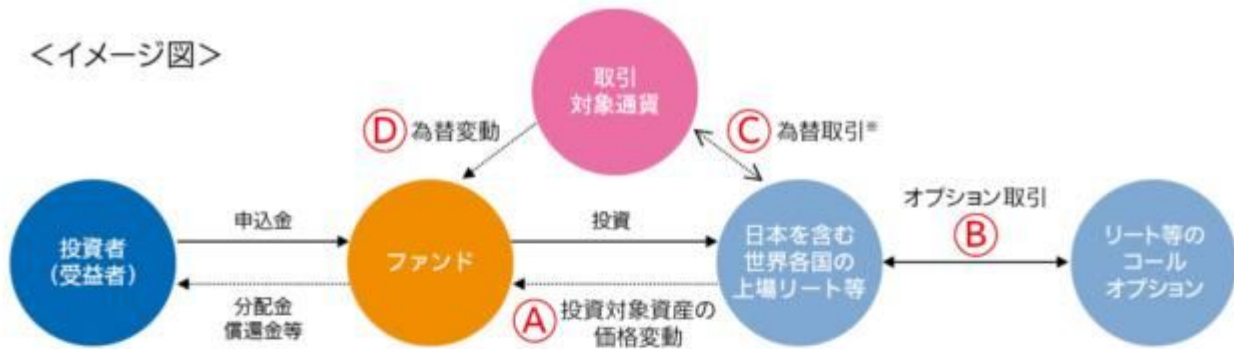 <イメージ図>
取引
対象通貨
D 為替変動
C 為替取引※
オプション取引
B
申込金
投資
投資者
(受益者)
ファンド
日本を含む
世界各国の
上場リート等
リート等の
コール
オプション
分配金
償還金等
A 投資対象資産の
価格変動